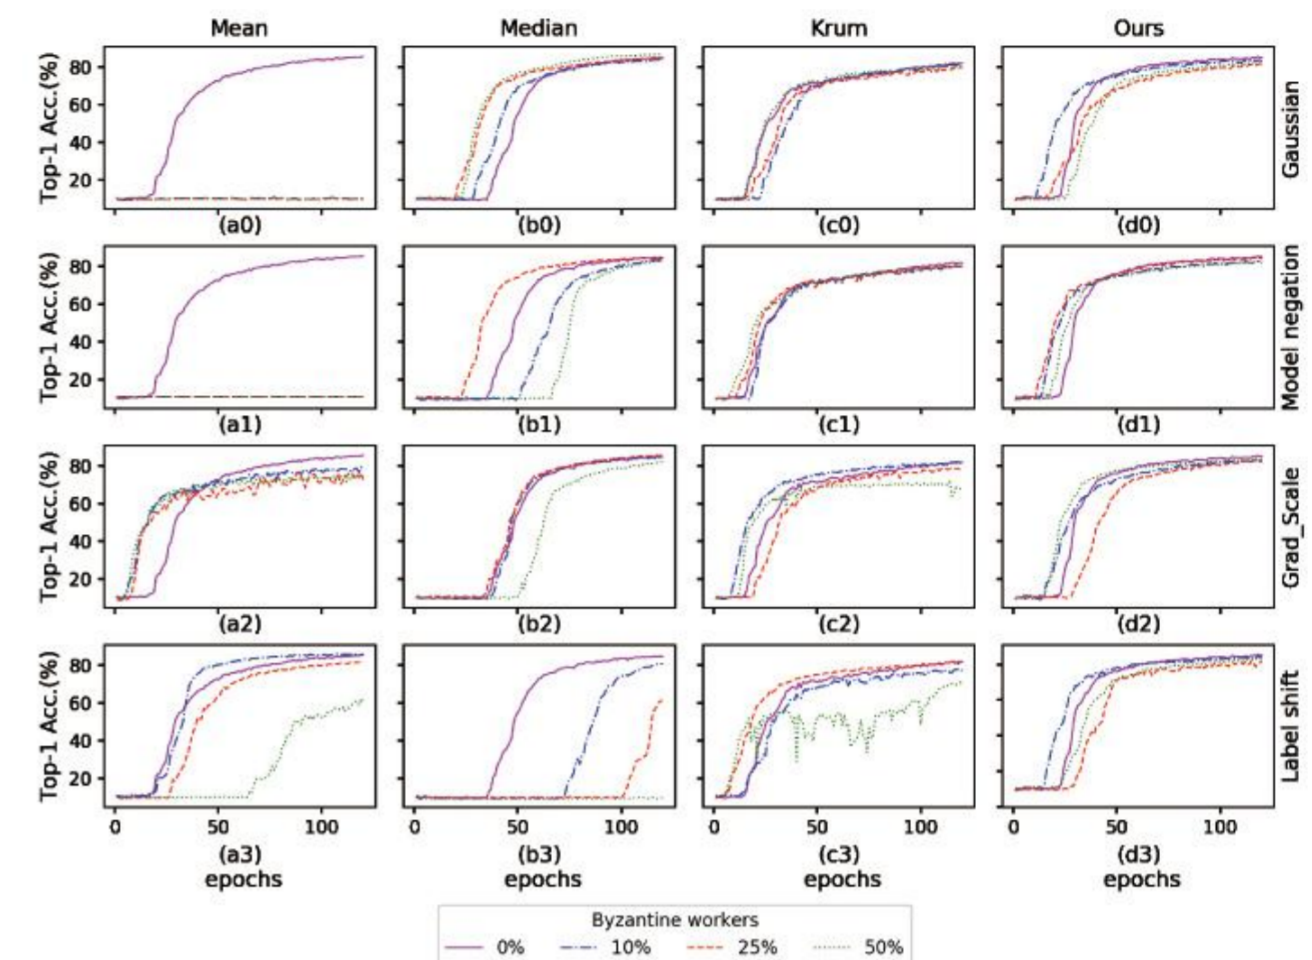 Mean Median Krum Ours
Top-1 Acc.(%) 80 60 40 20 Gaussian
(a0) (b0) (c0) (d0)
Top-1 Acc.(%) 80 60 40 20 Model negation
(a1) (b1) (c1) (d1)
Top-1 Acc.(%) 80 60 40 20 Grad_Scale
(a2) (b2) (c2) (d2)
Top-1 Acc.(%) 80 60 40 20 Label shift
0 50 100 0 50 100 0 50 100 0 50 100
(a3) (b3) (c3) (d3)
epochs epochs epochs epochs
Byzantine workers
0% 10% 25% 50%